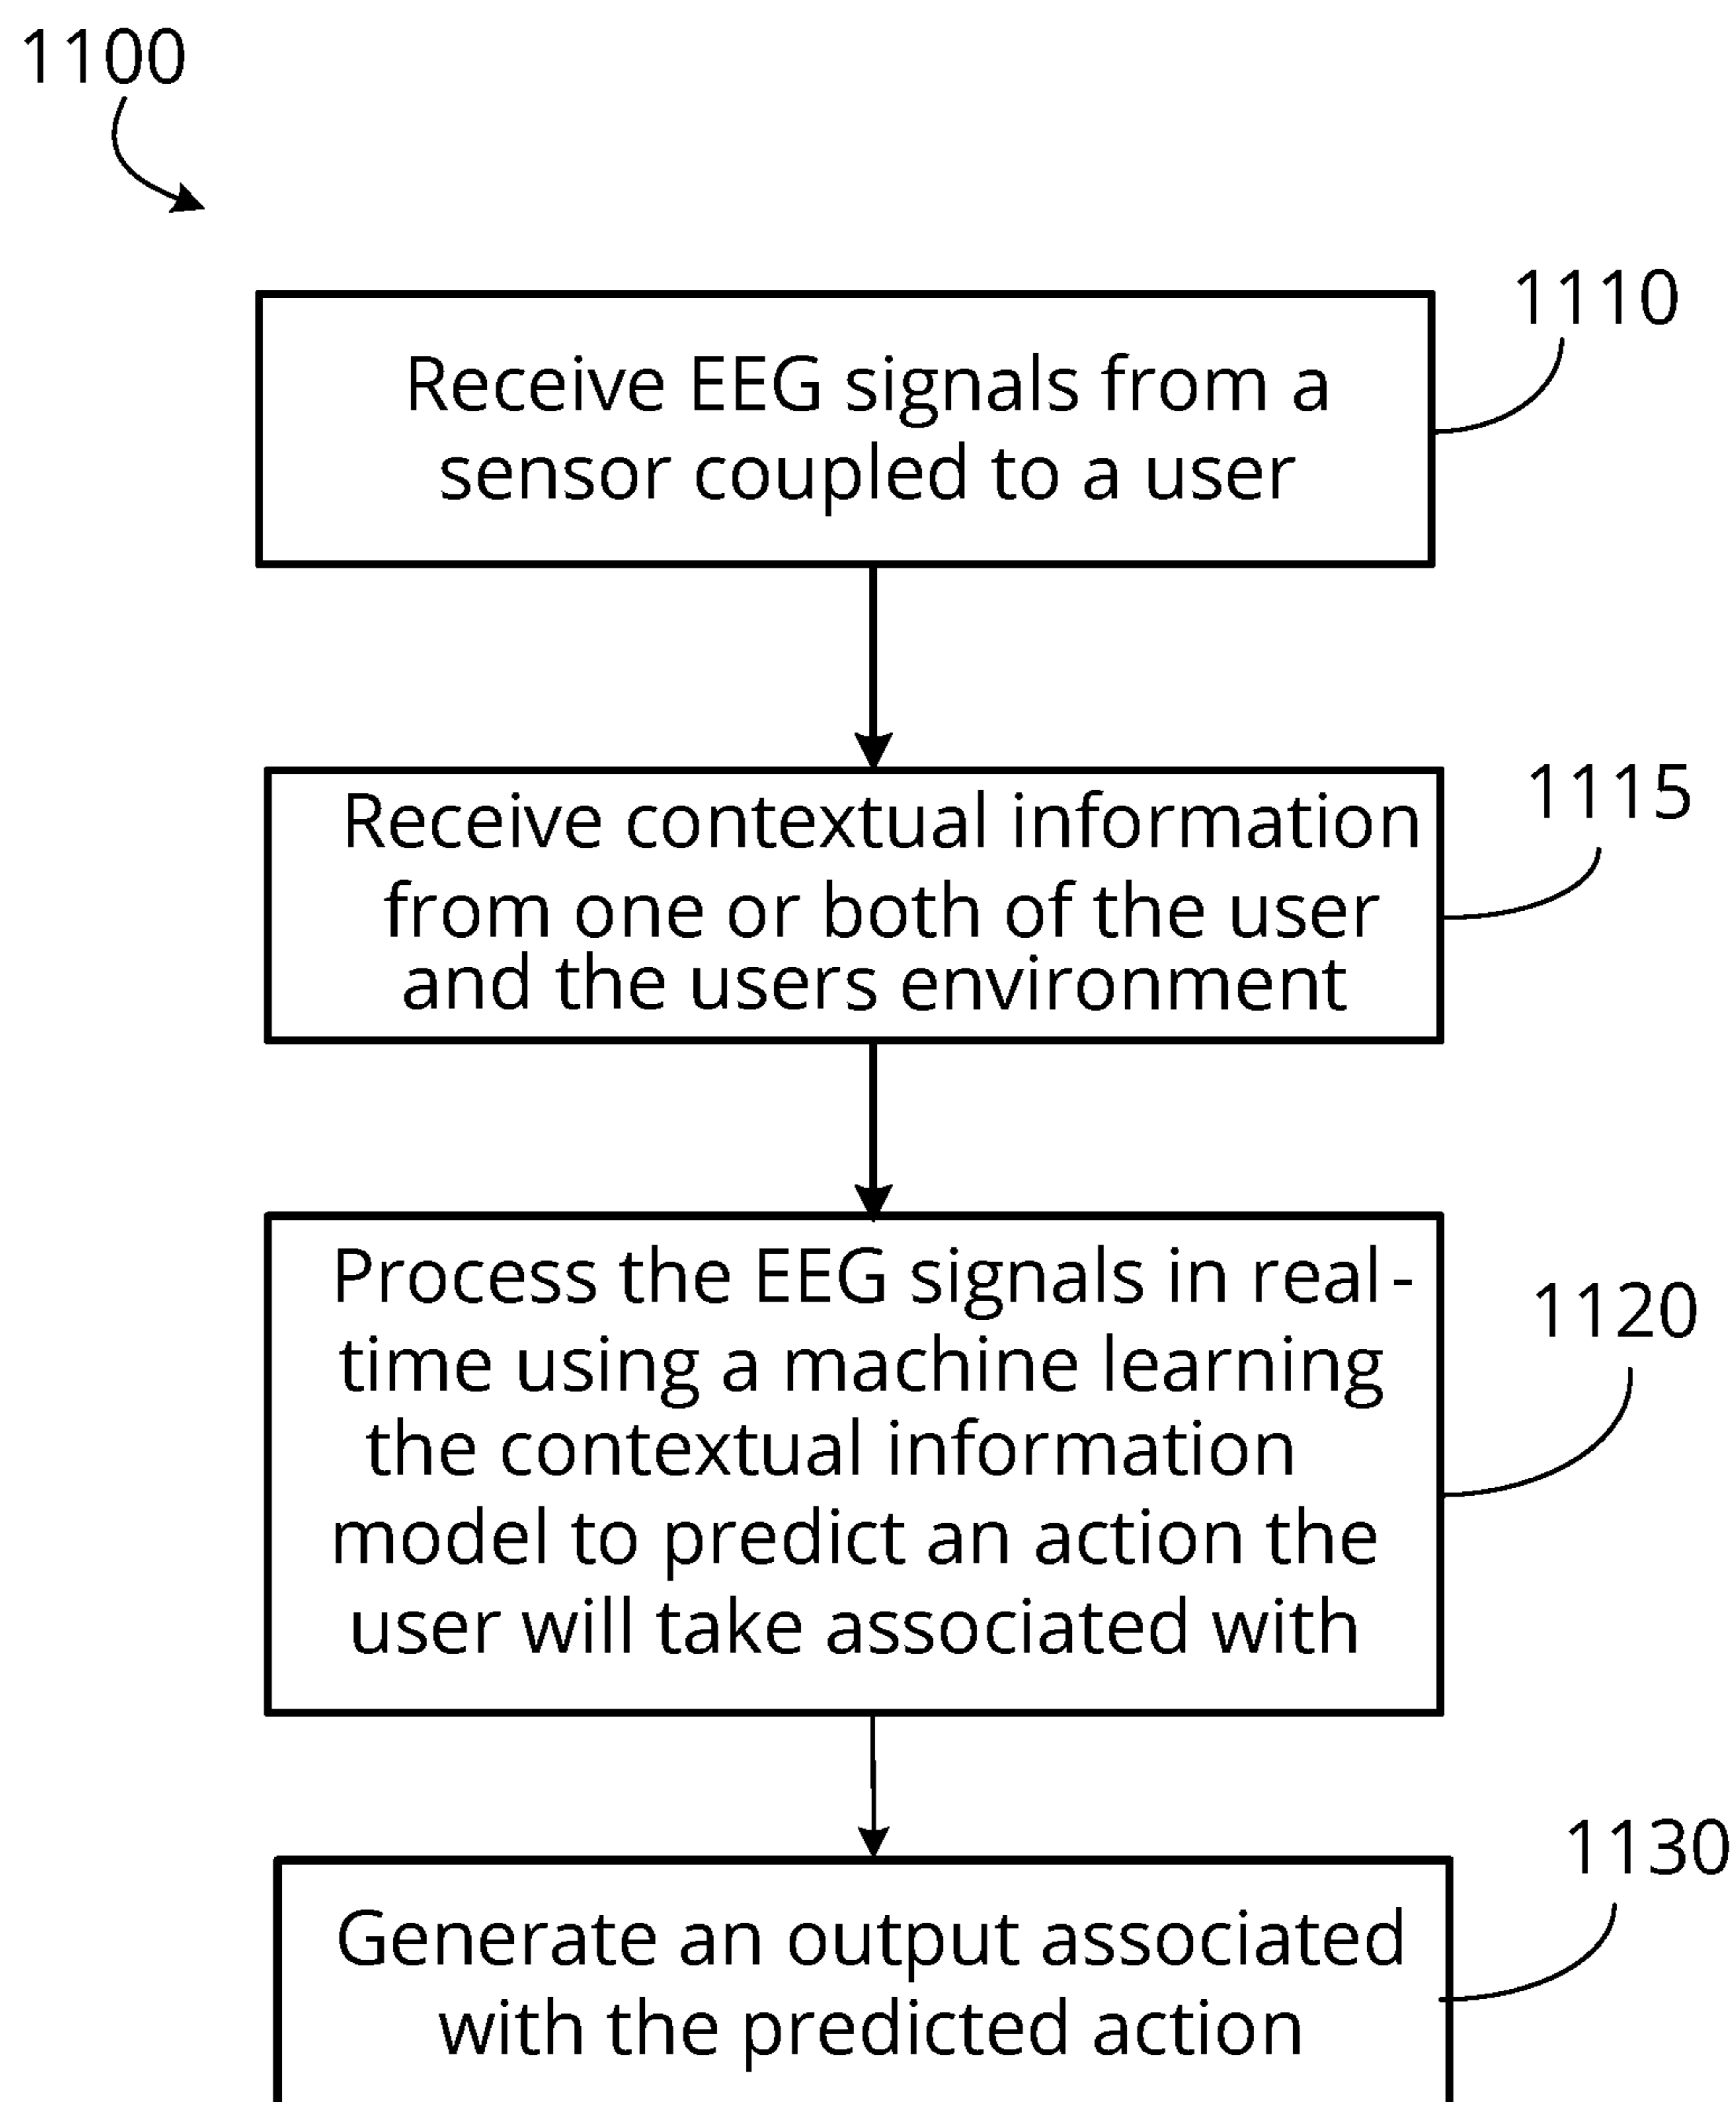 1100
1110
Receive EEG signals from a
sensor coupled to a user
1115
Receive contextual information
from one or both of the user
and the users environment
1120
Process the EEG signals in real-
time using a machine learning
the contextual information
model to predict an action the
user will take associated with
1130
Generate an output associated
with the predicted action